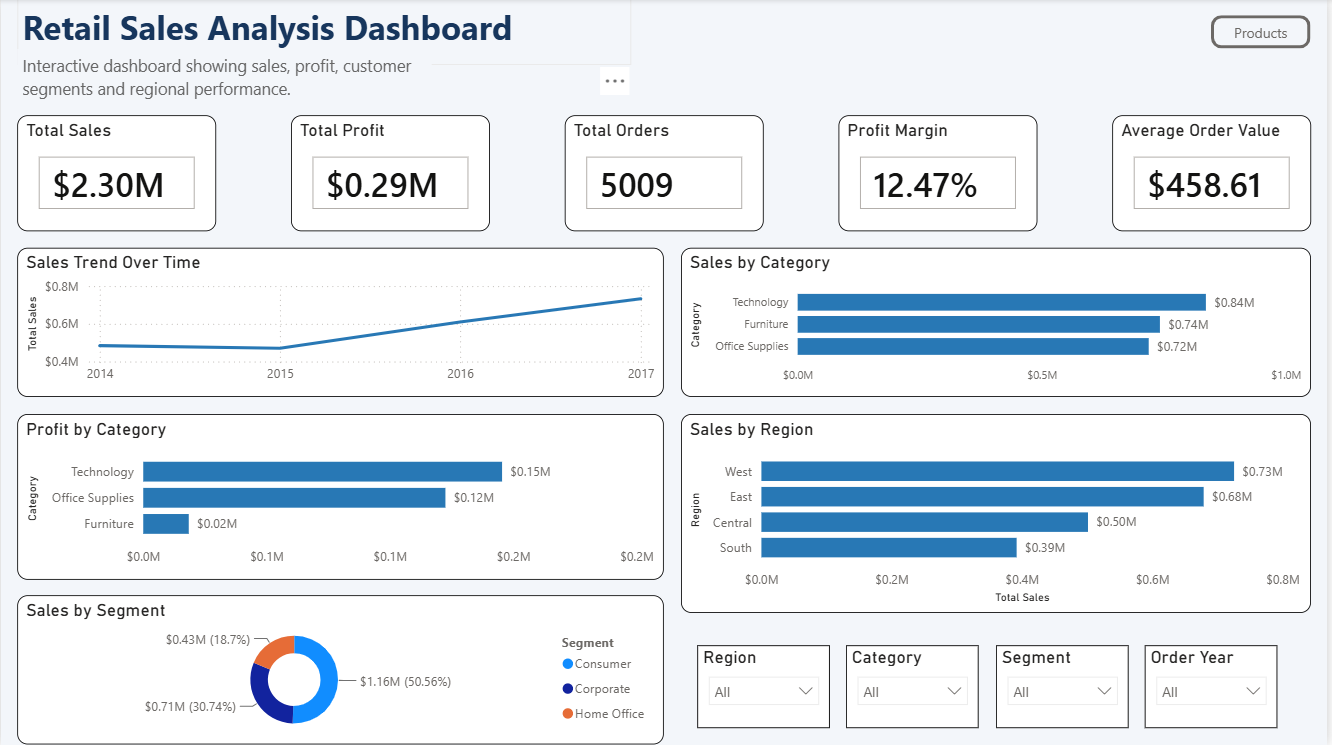 Retail Sales Analysis Dashboard
Products
Interactive dashboard showing sales, profit, customer
segments and regional performance.
Total Sales
$2.30M
Total Profit
$0.29M
Total Orders
5009
Profit Margin
12.47%
Average Order Value
$458.61
Sales Trend Over Time
Total Sales
$0.8M
$0.6M
$0.4M
2014
2015
2016
2017
Sales by Category
Category
Technology
$0.84M
Furniture
$0.74M
Office Supplies
$0.72M
$0.0M
$0.5M
$1.0M
Profit by Category
Category
Technology
$0.15M
Office Supplies
$0.12M
Furniture
$0.02M
$0.0M
$0.1M
$0.1M
$0.2M
$0.2M
Sales by Region
Region
West
$0.73M
East
$0.68M
Central
$0.50M
South
$0.39M
$0.0M
$0.2M
$0.4M
$0.6M
$0.8M
Total Sales
Sales by Segment
$0.43M (18.7%)
$1.16M (50.56%)
$0.71M (30.74%)
Segment
Consumer
Corporate
Home Office
Region
All
Category
All
Segment
All
Order Year
All